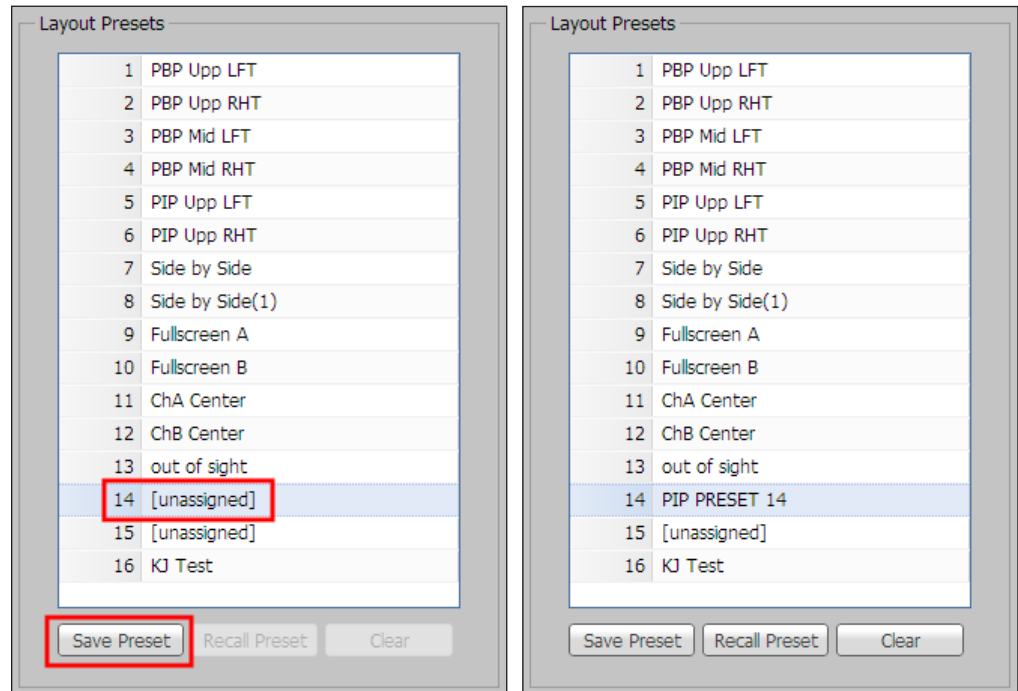 Layout Presets
1 PBP Upp LFT
2 PBP Upp RHT
3 PBP Mid LFT
4 PBP Mid RHT
5 PIP Upp LFT
6 PIP Upp RHT
7 Side by Side
8 Side by Side(1)
9 Fullscreen A
10 Fullscreen B
11 ChA Center
12 ChB Center
13 out of sight
14 [unassigned]
15 [unassigned]
16 KJ Test
Save Preset Recall Preset Clear
Layout Presets
1 PBP Upp LFT
2 PBP Upp RHT
3 PBP Mid LFT
4 PBP Mid RHT
5 PIP Upp LFT
6 PIP Upp RHT
7 Side by Side
8 Side by Side(1)
9 Fullscreen A
10 Fullscreen B
11 ChA Center
12 ChB Center
13 out of sight
14 PIP PRESET 14
15 [unassigned]
16 KJ Test
Save Preset Recall Preset Clear